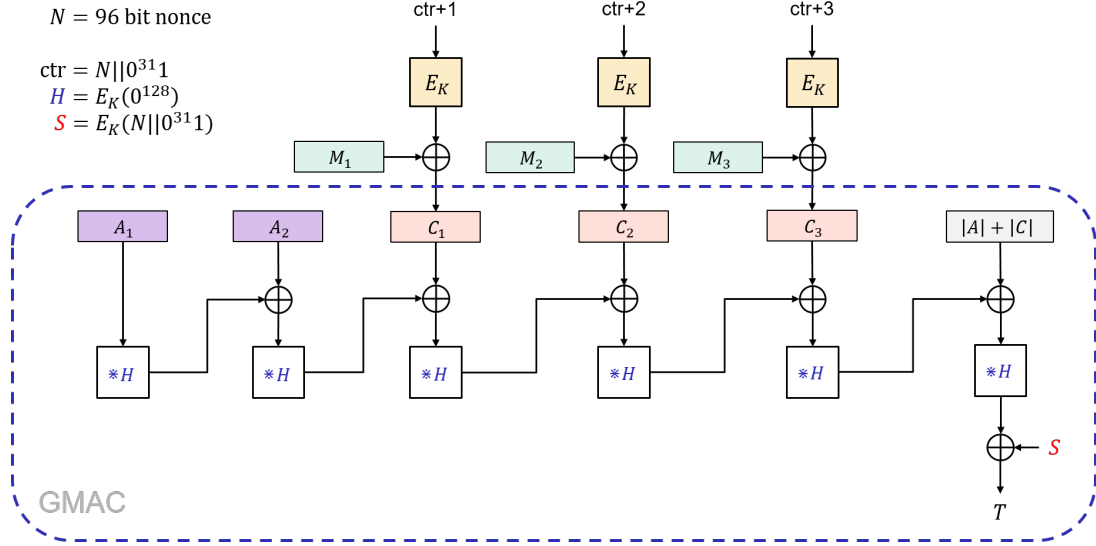 N = 96 bit nonce
ctr = N||0³¹1
H = E_K(0¹²⁸)
S = E_K(N||0³¹1)
ctr+1 ctr+2 ctr+3
E_K E_K E_K
M₁ M₂ M₃
A₁ A₂ C₁ C₂ C₃ |A| + |C|
⁕H ⁕H ⁕H ⁕H ⁕H ⁕H
S
GMAC
T